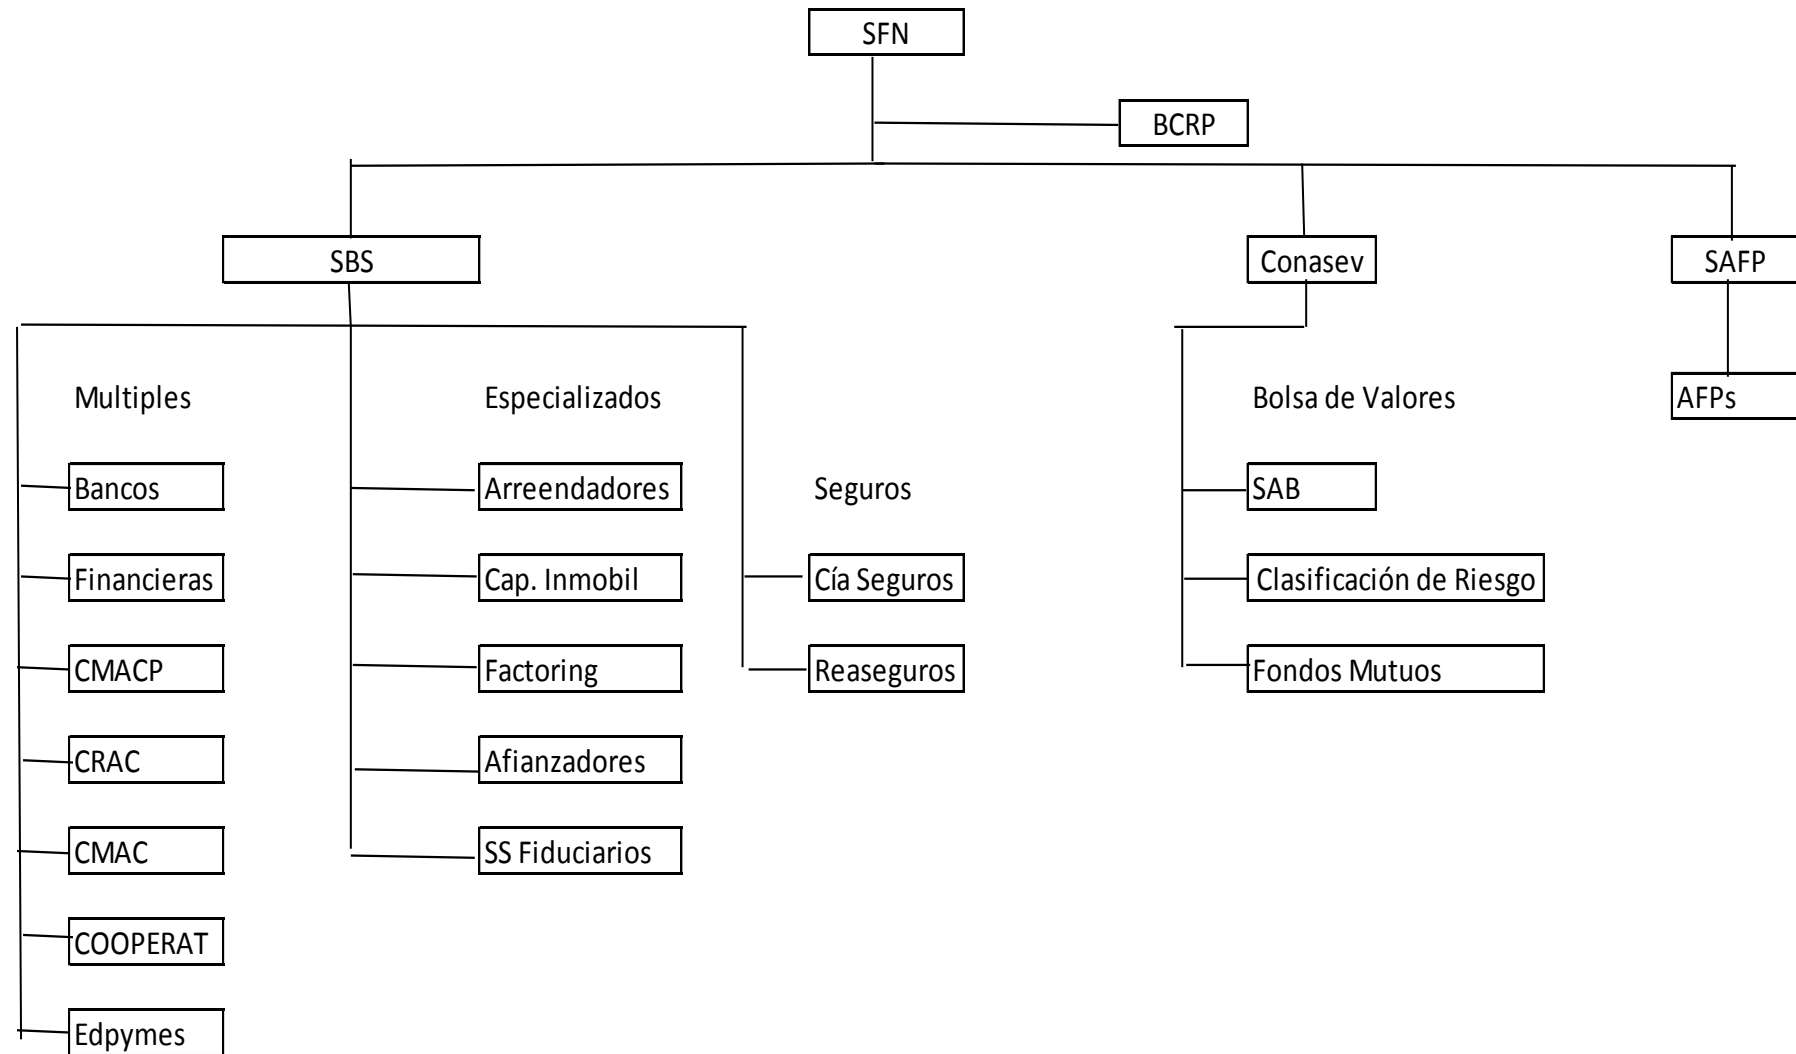 SFN
BCRP
SBS
Conasev
SAFP
Multiples
Especializados
Bolsa de Valores
AFPs
Bancos
Arreendadores
Seguros
SAB
Financieras
Cap. Inmobil
Cía Seguros
Clasificación de Riesgo
CMACP
Factoring
Reaseguros
Fondos Mutuos
CRAC
Afianzadores
CMAC
SS Fiduciarios
COOPERAT
Edpymes